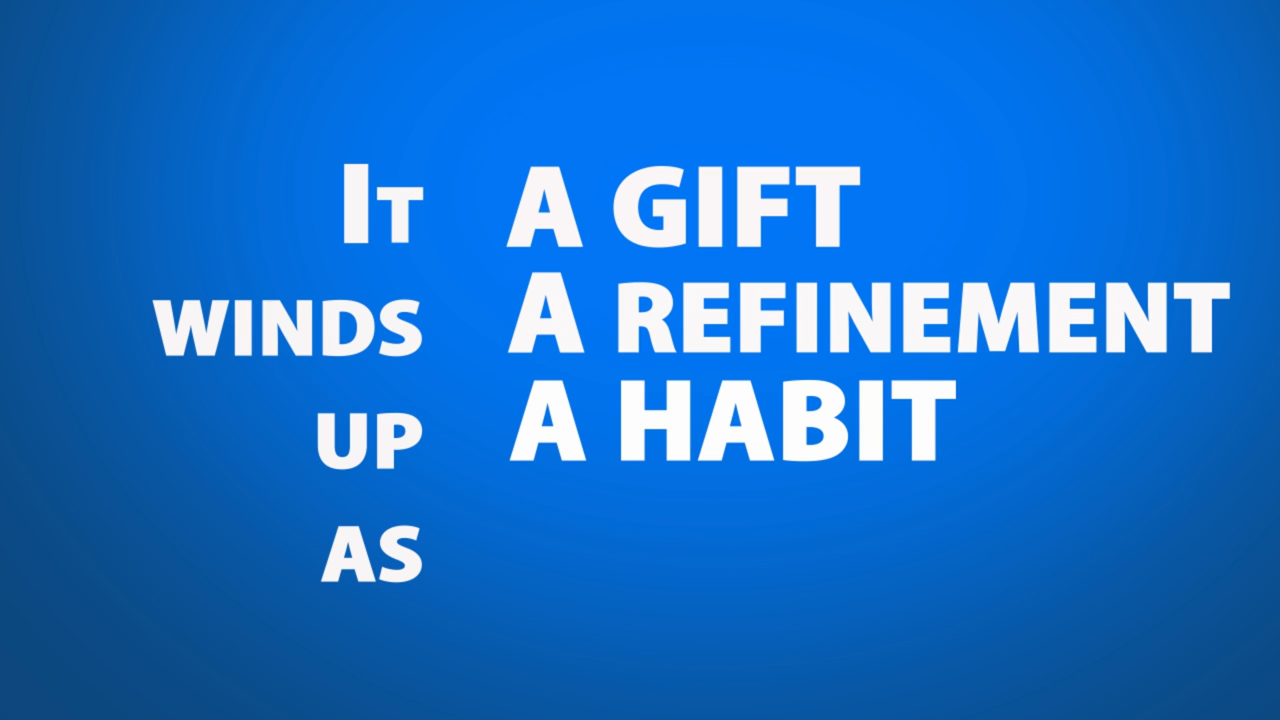 It
winds
up
as
A gift
A refinement
A habit